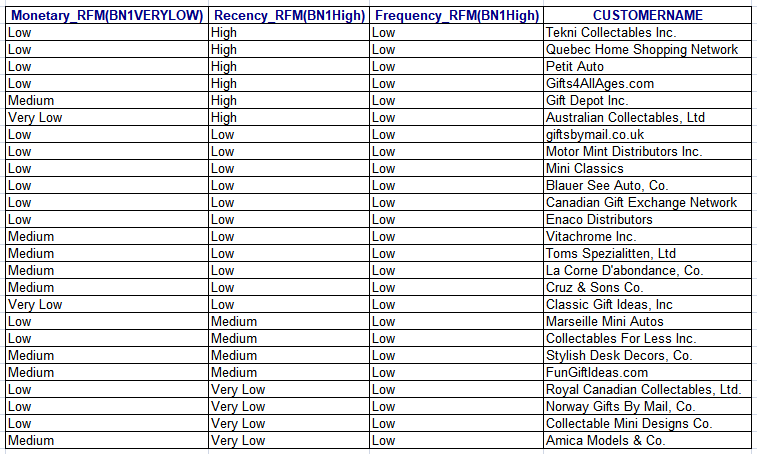 Monetary_RFM(BN1VERYLOW) Recency_RFM(BN1High) Frequency_RFM(BN1High) CUSTOMERNAME
Low High Low Tekni Collectables Inc.
Low High Low Quebec Home Shopping Network
Low High Low Petit Auto
Low High Low Gifts4AllAges.com
Medium High Low Gift Depot Inc.
Very Low High Low Australian Collectables, Ltd
Low Low Low giftsbymail.co.uk
Low Low Low Motor Mint Distributors Inc.
Low Low Low Mini Classics
Low Low Low Blauer See Auto, Co.
Low Low Low Canadian Gift Exchange Network
Low Low Low Enaco Distributors
Medium Low Low Vitachrome Inc.
Medium Low Low Toms Spezialitten, Ltd
Medium Low Low La Corne D'abondance, Co.
Medium Low Low Cruz & Sons Co.
Very Low Low Low Classic Gift Ideas, Inc
Low Medium Low Marseille Mini Autos
Low Medium Low Collectables For Less Inc.
Medium Medium Low Stylish Desk Decors, Co.
Medium Medium Low FunGiftIdeas.com
Low Very Low Low Royal Canadian Collectables, Ltd.
Low Very Low Low Norway Gifts By Mail, Co.
Low Very Low Low Collectable Mini Designs Co.
Medium Very Low Low Amica Models & Co.